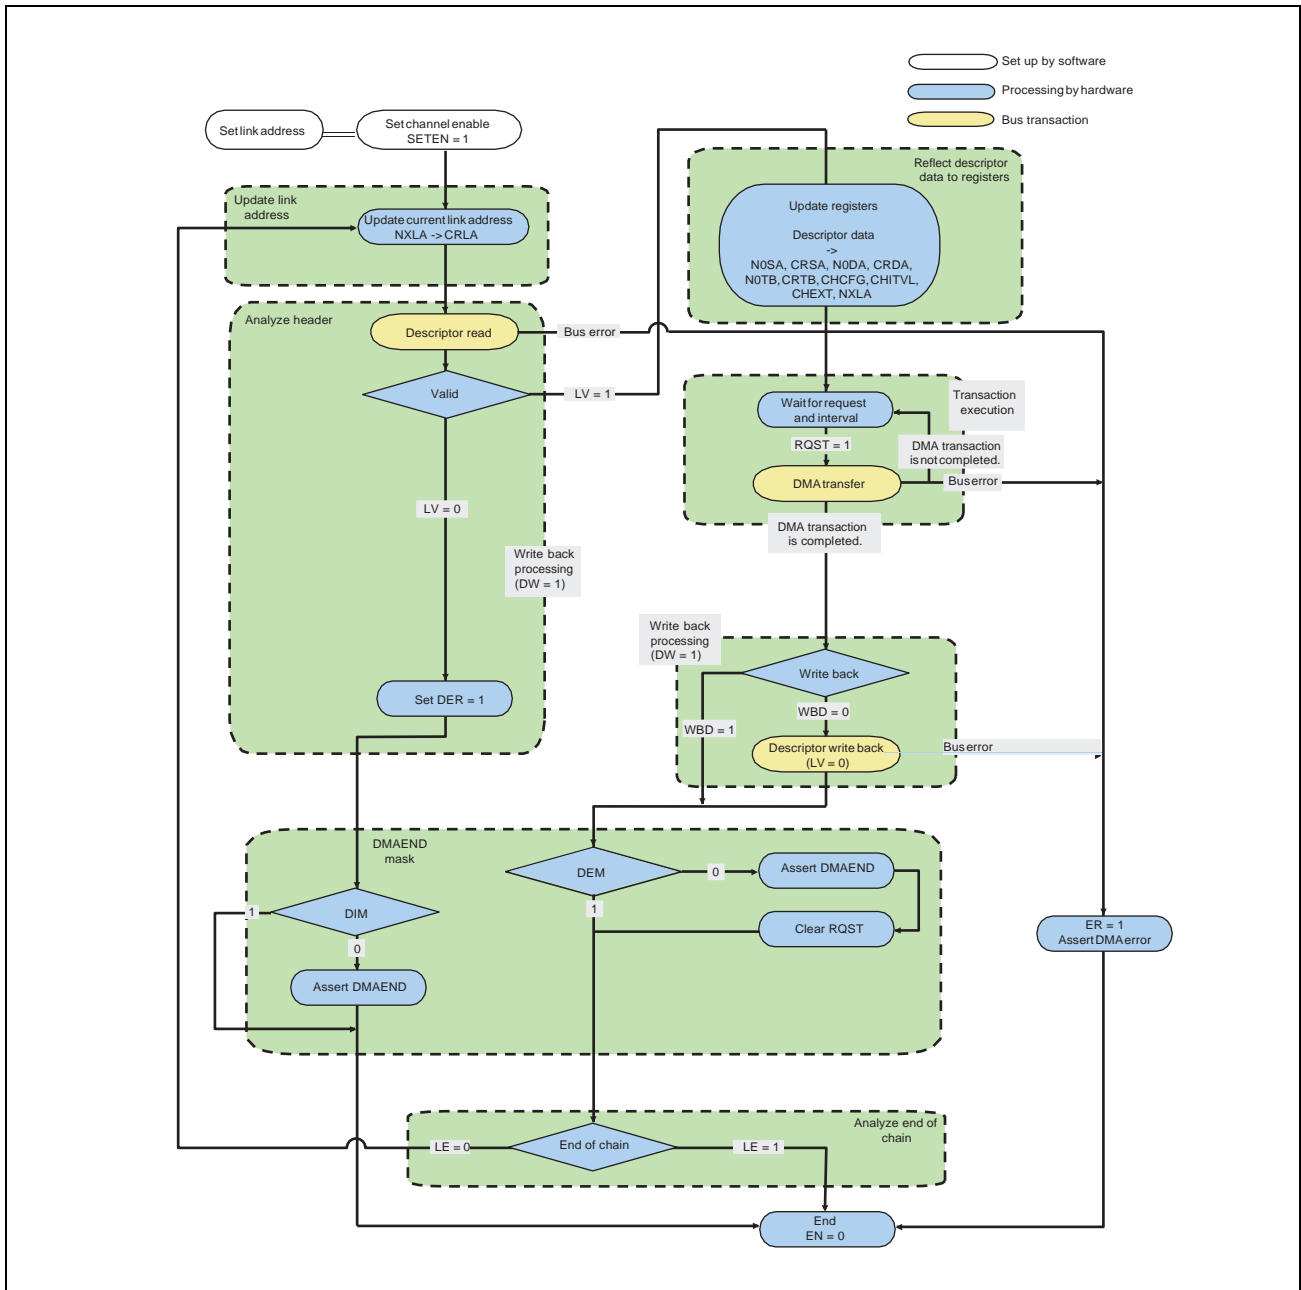 Set up by software
Processing by hardware
Bus transaction
Set link address
Set channel enable
SETEN = 1
Update link
address
Update current link address
NXLA -> CRLA
Reflect descriptor
data to registers
Update registers
Descriptor data
->
N0SA, CRSA, N0DA, CRDA,
N0TB, CRTB, CHCFG, CHITVL,
CHEXT, NXLA
Analyze header
Descriptor read
Bus error
Valid
LV = 1
LV = 0
Write back
processing
(DW = 1)
Set DER = 1
Transaction
execution
Wait for request
and interval
RQST = 1
DMA transaction
is not completed.
DMA transfer
Bus error
DMA transaction
is completed.
Write back
processing
(DW = 1)
Write back
WBD = 0
WBD = 1
Descriptor write back
(LV = 0)
Bus error
DMAEND
mask
DEM
0
Assert DMAEND
1
Clear RQST
DIM
1
0
Assert DMAEND
ER = 1
Assert DMA error
Analyze end of
chain
LE = 0
End of chain
LE = 1
End
EN = 0